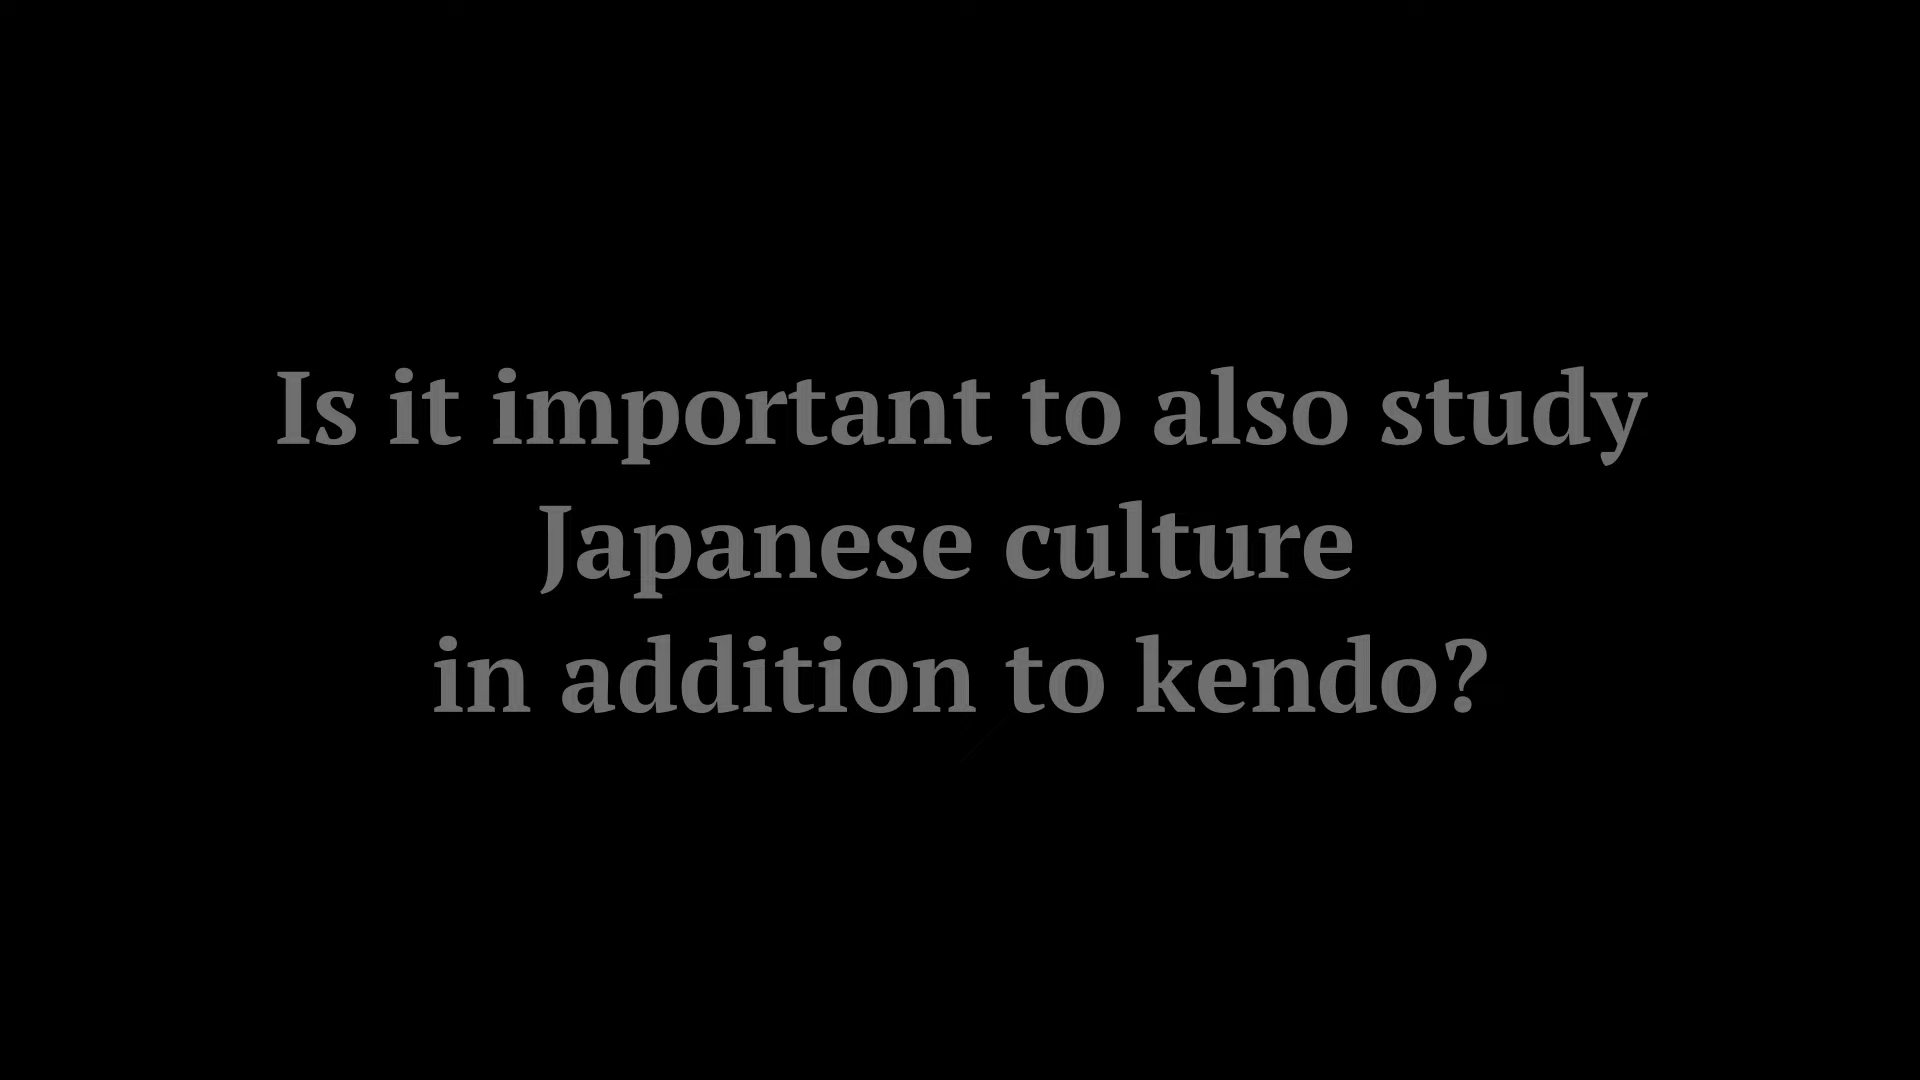 Is it important to also study
Japanese culture
in addition to kendo?